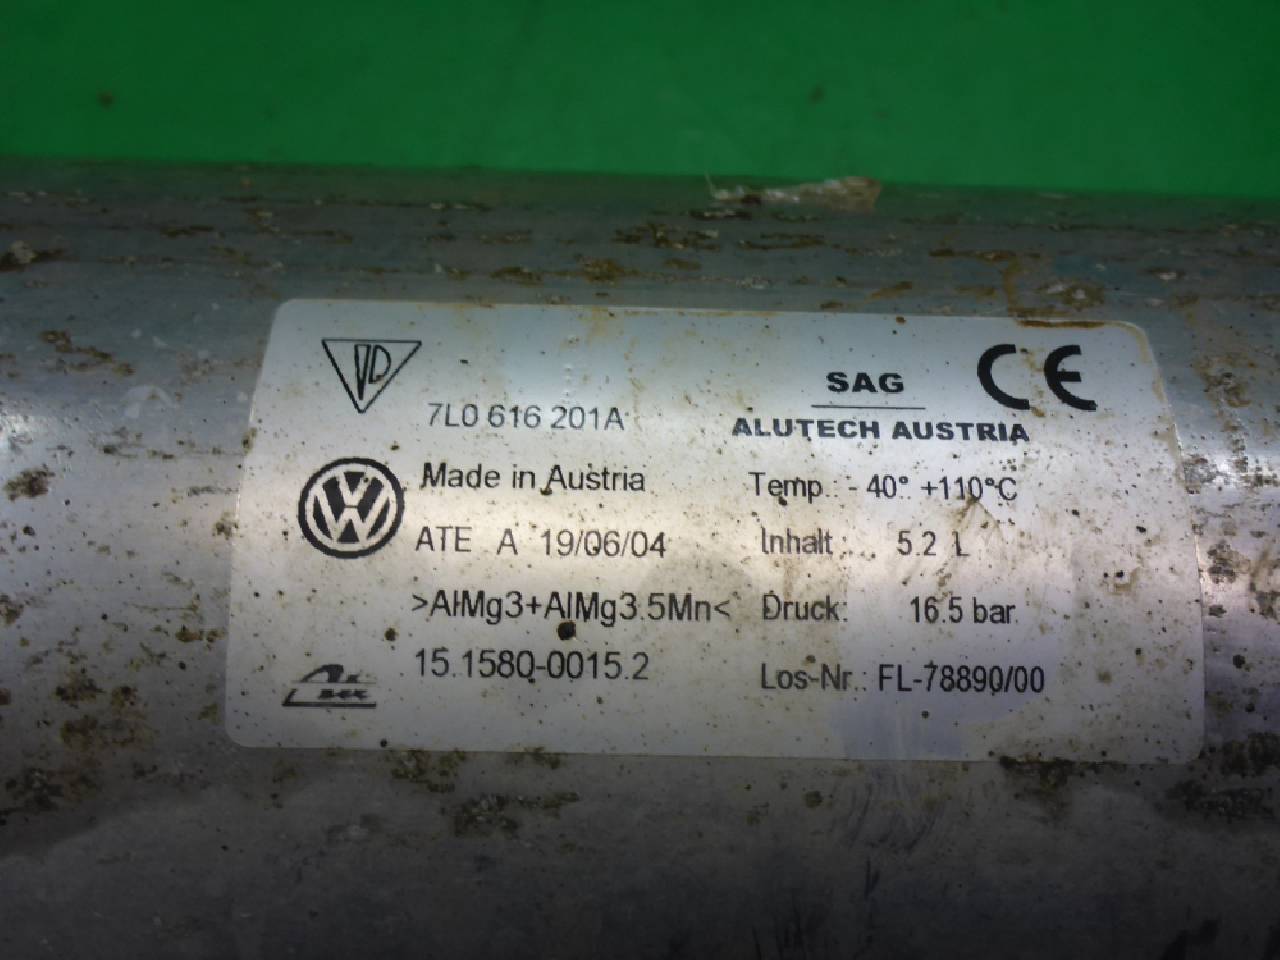 7L0 616 201A
SAG
ALUTECH AUSTRIA
CE
Made in Austria
ATE A 19/06/04
>AlMg3+AlMg3.5Mn<
15.1580-0015.2
Temp.: - 40° +110°C
Inhalt: 5.2 L
Druck: 16.5 bar
Los-Nr.: FL-78890/00